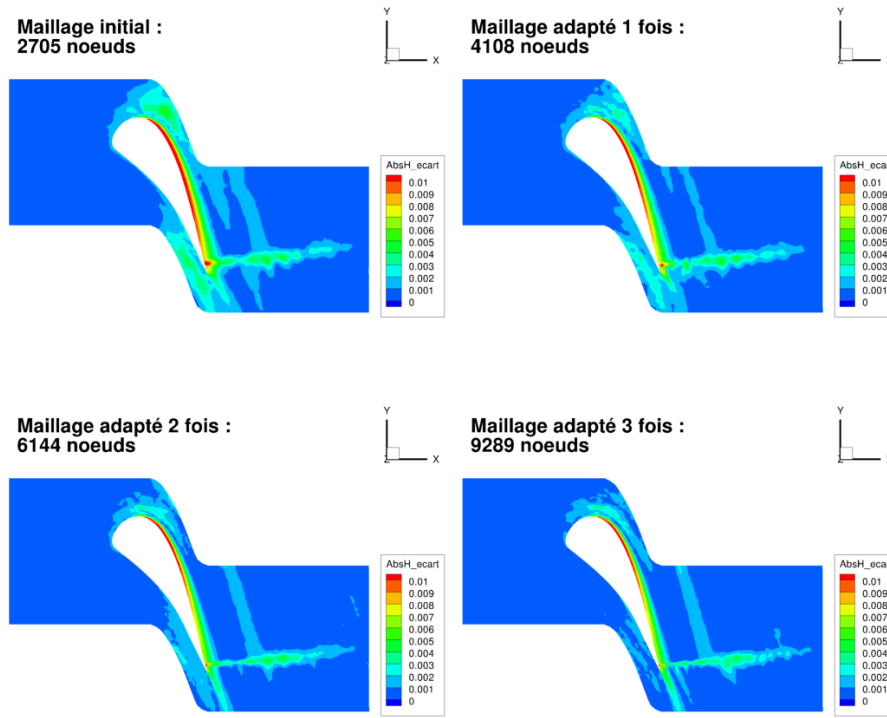 Maillage initial :
2705 noeuds
Y
X
Z
AbsH_ecart
0.01
0.009
0.008
0.007
0.006
0.005
0.004
0.003
0.002
0.001
0
Maillage adapté 1 fois :
4108 noeuds
Y
X
Z
AbsH_ecart
0.01
0.009
0.008
0.007
0.006
0.005
0.004
0.003
0.002
0.001
0
Maillage adapté 2 fois :
6144 noeuds
Y
X
Z
AbsH_ecart
0.01
0.009
0.008
0.007
0.006
0.005
0.004
0.003
0.002
0.001
0
Maillage adapté 3 fois :
9289 noeuds
Y
X
Z
AbsH_ecart
0.01
0.009
0.008
0.007
0.006
0.005
0.004
0.003
0.002
0.001
0